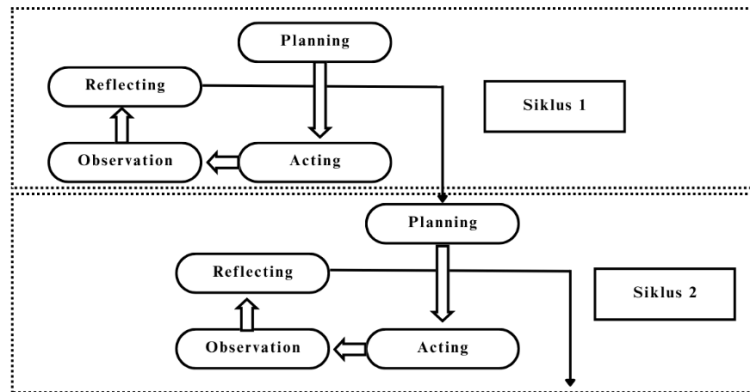 Planning
Reflecting
Siklus 1
Observation
Acting
Planning
Reflecting
Siklus 2
Observation
Acting